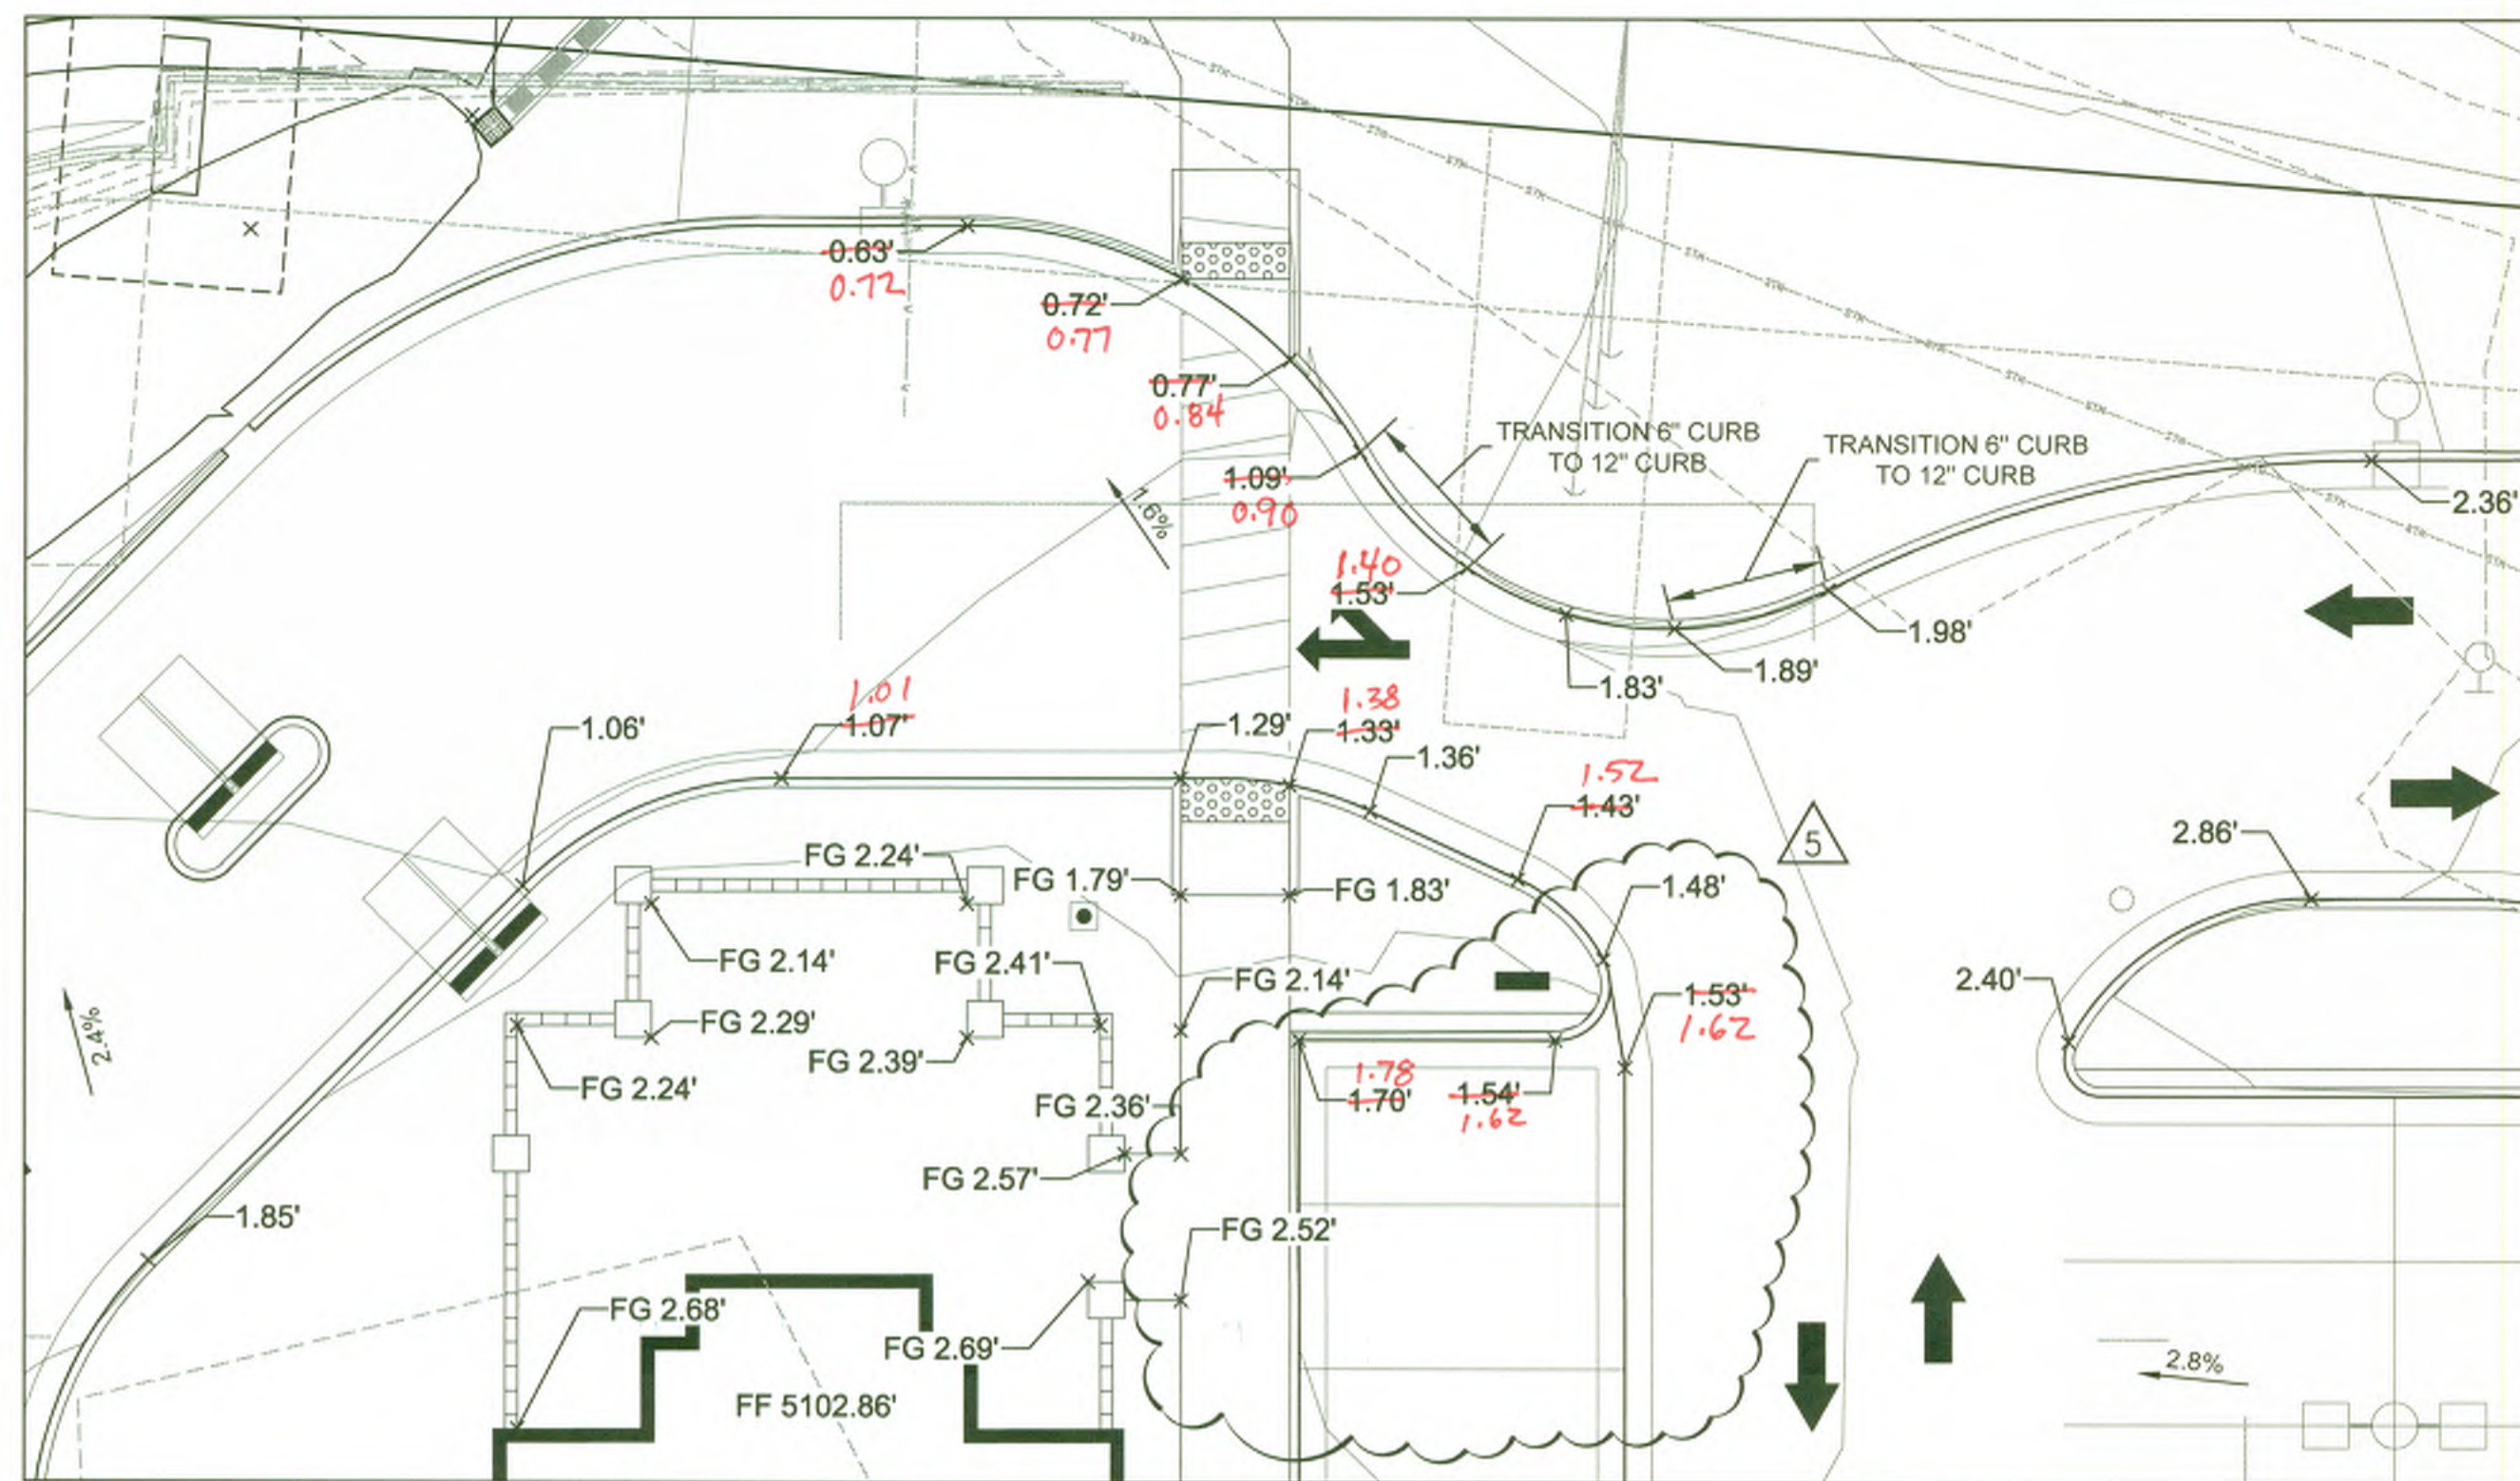 0.63'
0.72
0.72'
0.77
0.77'
0.84
TRANSITION 6" CURB
TO 12" CURB
TRANSITION 6" CURB
TO 12" CURB
1.09'
0.90
2.36'
1.6%
1.40
1.53'
1.98'
1.89'
1.83'
1.01
1.07'
1.06'
1.29'
1.38
1.33'
1.36'
1.52
1.43'
5
2.86'
FG 2.24'
FG 1.79'
FG 1.83'
1.48'
FG 2.14'
FG 2.41'
FG 2.14'
2.40'
1.53'
1.62
FG 2.29'
FG 2.39'
2.4%
FG 2.24'
1.78
1.70'
1.54'
1.62
FG 2.36'
FG 2.57'
1.85'
FG 2.52'
FG 2.68'
FG 2.69'
2.8%
FF 5102.86'